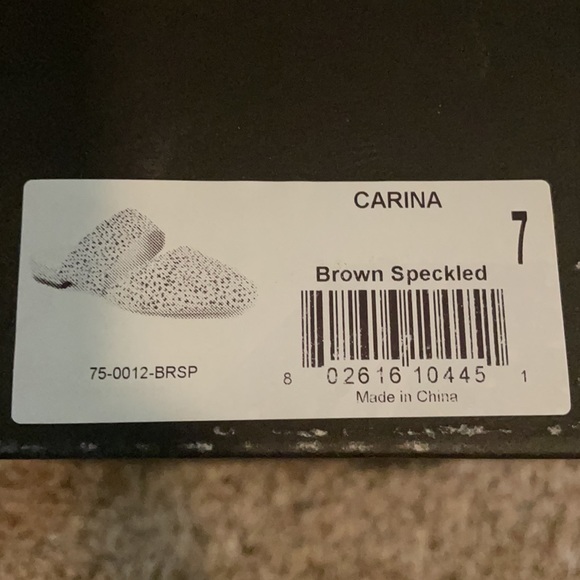 CARINA
7
Brown Speckled
75-0012-BRSP
8 02616 10445 1
Made in China